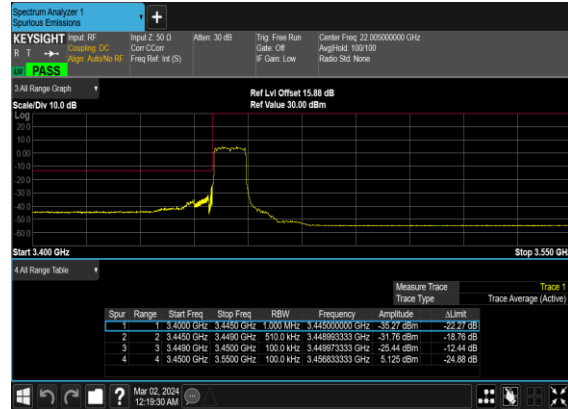 Spectrum Analyzer 1
Spurious Emissions
KEYSIGHT Input: RF Input Z: 50 Ω Atten: 30 dB Trig: Free Run Center Freq: 22.005000000 GHz
R T Coupling: DC Corr CCorr Gate: Off Avg|Hold: 100/100
Align: Auto/No RF Freq Ref: Int (S) IF Gain: Low Radio Std: None
PASS
3 All Range Graph Ref Lvl Offset 15.88 dB
Scale/Div 10.0 dB Ref Value 30.00 dBm
Log
20.0
10.0
0.00
-10.0
-20.0
-30.0
-40.0
-50.0
-60.0
Start 3.400 GHz Stop 3.550 GHz
4 All Range Table
Measure Trace Trace 1
Trace Type Trace Average (Active)
Spur Range Start Freq Stop Freq RBW Frequency Amplitude ΔLimit
1 1 3.4000 GHz 3.4450 GHz 1.000 MHz 3.445000000 GHz -35.27 dBm -22.27 dB
2 2 3.4450 GHz 3.4490 GHz 510.0 kHz 3.448993333 GHz -31.76 dBm -18.76 dB
3 3 3.4490 GHz 3.4500 GHz 100.0 kHz 3.449973333 GHz -25.44 dBm -12.44 dB
4 4 3.4500 GHz 3.5500 GHz 100.0 kHz 3.456833333 GHz 5.125 dBm -24.88 dB
? Mar 02, 2024
12:19:30 AM